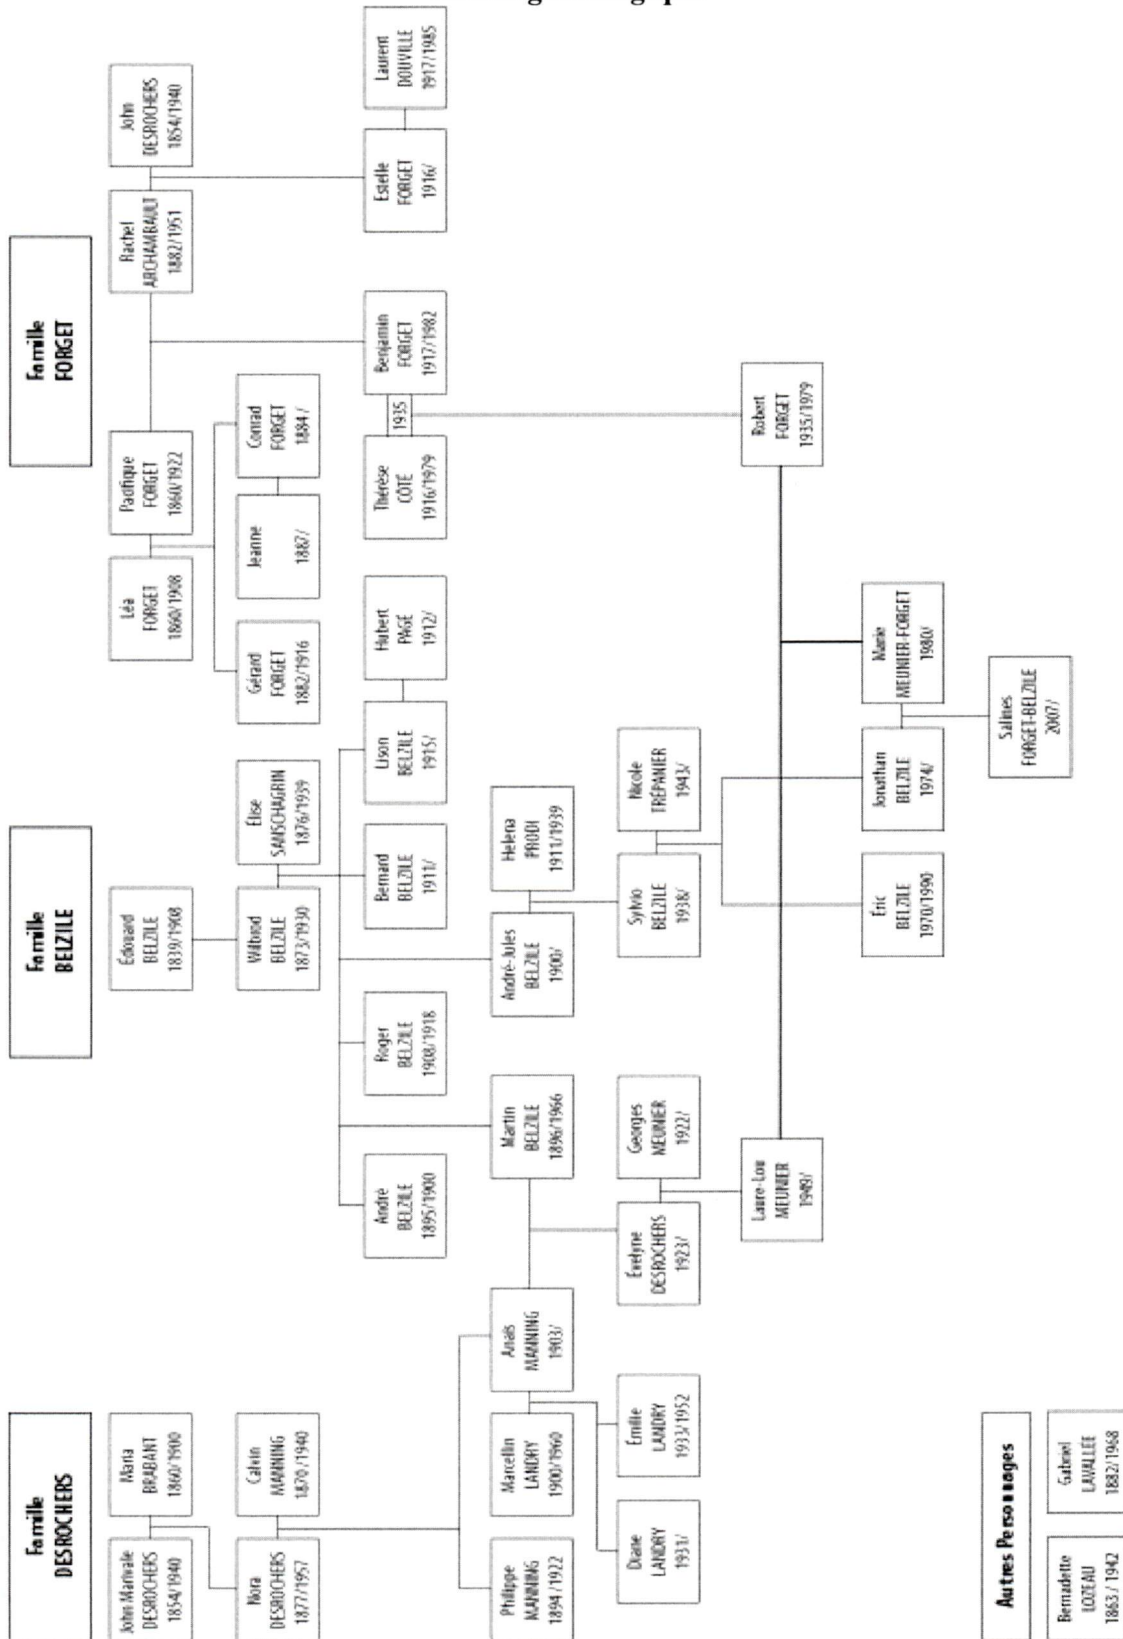 Famille
DESROCHERS
Famille
BELZILE
Famille
FORGET
John Marivale
DESROCHERS
1854/1940
Maria
BRABANT
1860/1900
Édouard
BELZILE
1839/1908
Léa
FORGET
1860/1908
Pacifique
FORGET
1860/1922
Rachel
ARCHAMBAULT
1882/1951
John
DESROCHERS
1854/1940
Nora
DESROCHERS
1877/1957
Calvin
MANNING
1870/1940
Wilbrod
BELZILE
1873/1930
Élise
SANSCHAGRIN
1876/1939
Gérard
FORGET
1882/1916
Jeanne
1887/
Conrad
FORGET
1884/
André
BELZILE
1895/1900
Roger
BELZILE
1908/1918
Bernard
BELZILE
1911/
Lison
BELZILE
1915/
Hubert
PAGÉ
1912/
Thérèse
CÔTÉ
1916/1979
1935
Benjamin
FORGET
1917/1982
Estelle
FORGET
1916/
Laurent
DOUVILLE
1917/1985
Philippe
MANNING
1894/1922
Marcellin
LANDRY
1900/1960
Anaïs
MANNING
1903/
Martin
BELZILE
1896/1966
André-Jules
BELZILE
1900/
Helena
PRODI
1911/1939
Diane
LANDRY
1931/
Émilie
LANDRY
1933/1952
Évelyne
DESROCHERS
1923/
Georges
MEUNIER
1922/
Sylvio
BELZILE
1938/
Nicole
TRÉPANIER
1943/
Laure-Lou
MEUNIER
1949/
Robert
FORGET
1935/1979
Éric
BELZILE
1970/1990
Jonathan
BELZILE
1974/
Marie
MEUNIER-FORGET
1980/
Salines
FORGET-BELZILE
2007/
Autres Personnages
Bernadette
LOZEAU
1863 / 1942
Gabriel
LAVALLÉE
1882/1968